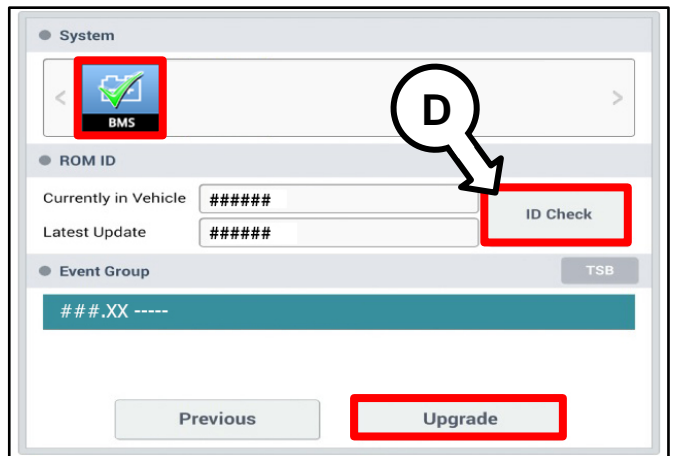 System
<
BMS
D
>
ROM ID
Currently in Vehicle ######
ID Check
Latest Update ######
Event Group TSB
###.XX -----
Previous Upgrade